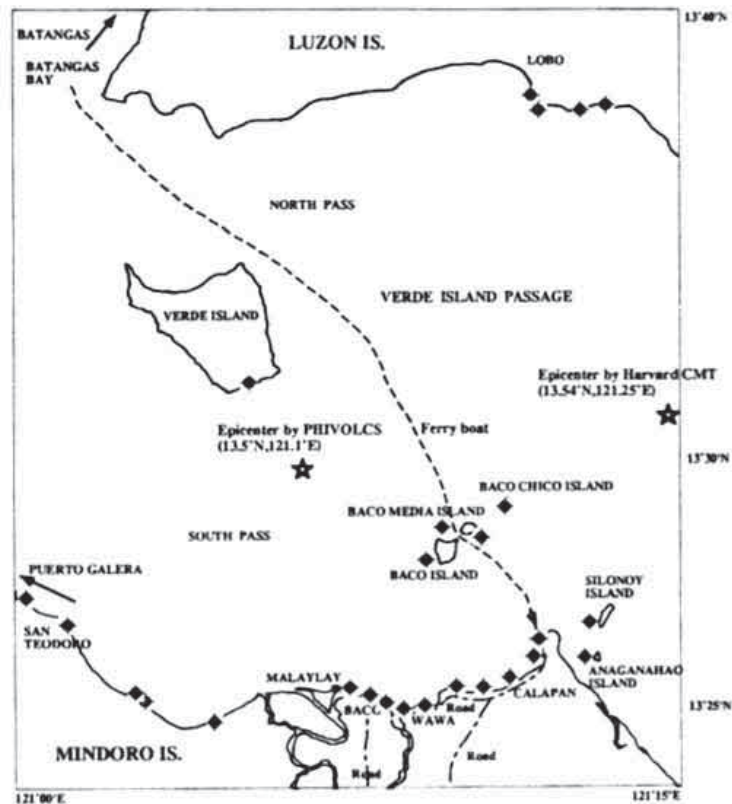 13°40'N
BATANGAS
LUZON IS.
BATANGAS
BAY
LOBO
NORTH PASS
VERDE ISLAND PASSAGE
VERDE ISLAND
Epicenter by Harvard CMT
(13.54°N,121.25°E)
Epicenter by PHIVOLCS
(13.5°N,121.1°E)
Ferry boat
13°30'N
BACO CHICO ISLAND
BACO MEDIA ISLAND
SOUTH PASS
BACO ISLAND
PUERTO GALERA
SILONOY
ISLAND
SAN
TEODORO
MALAYLAY
ANAGANAHAO
ISLAND
CALAPAN
BACO
WAWA
Road
13°25'N
MINDORO IS.
Road
Road
121°00'E
121°15'E